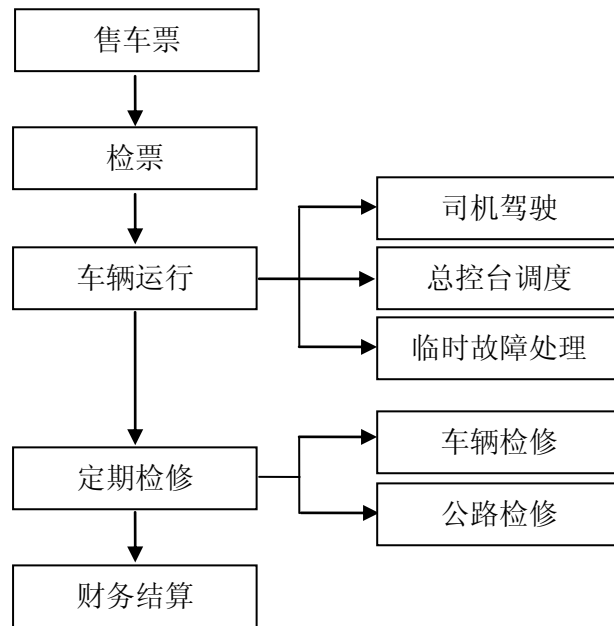 售车票
检票
车辆运行
司机驾驶
总控台调度
临时故障处理
定期检修
车辆检修
公路检修
财务结算